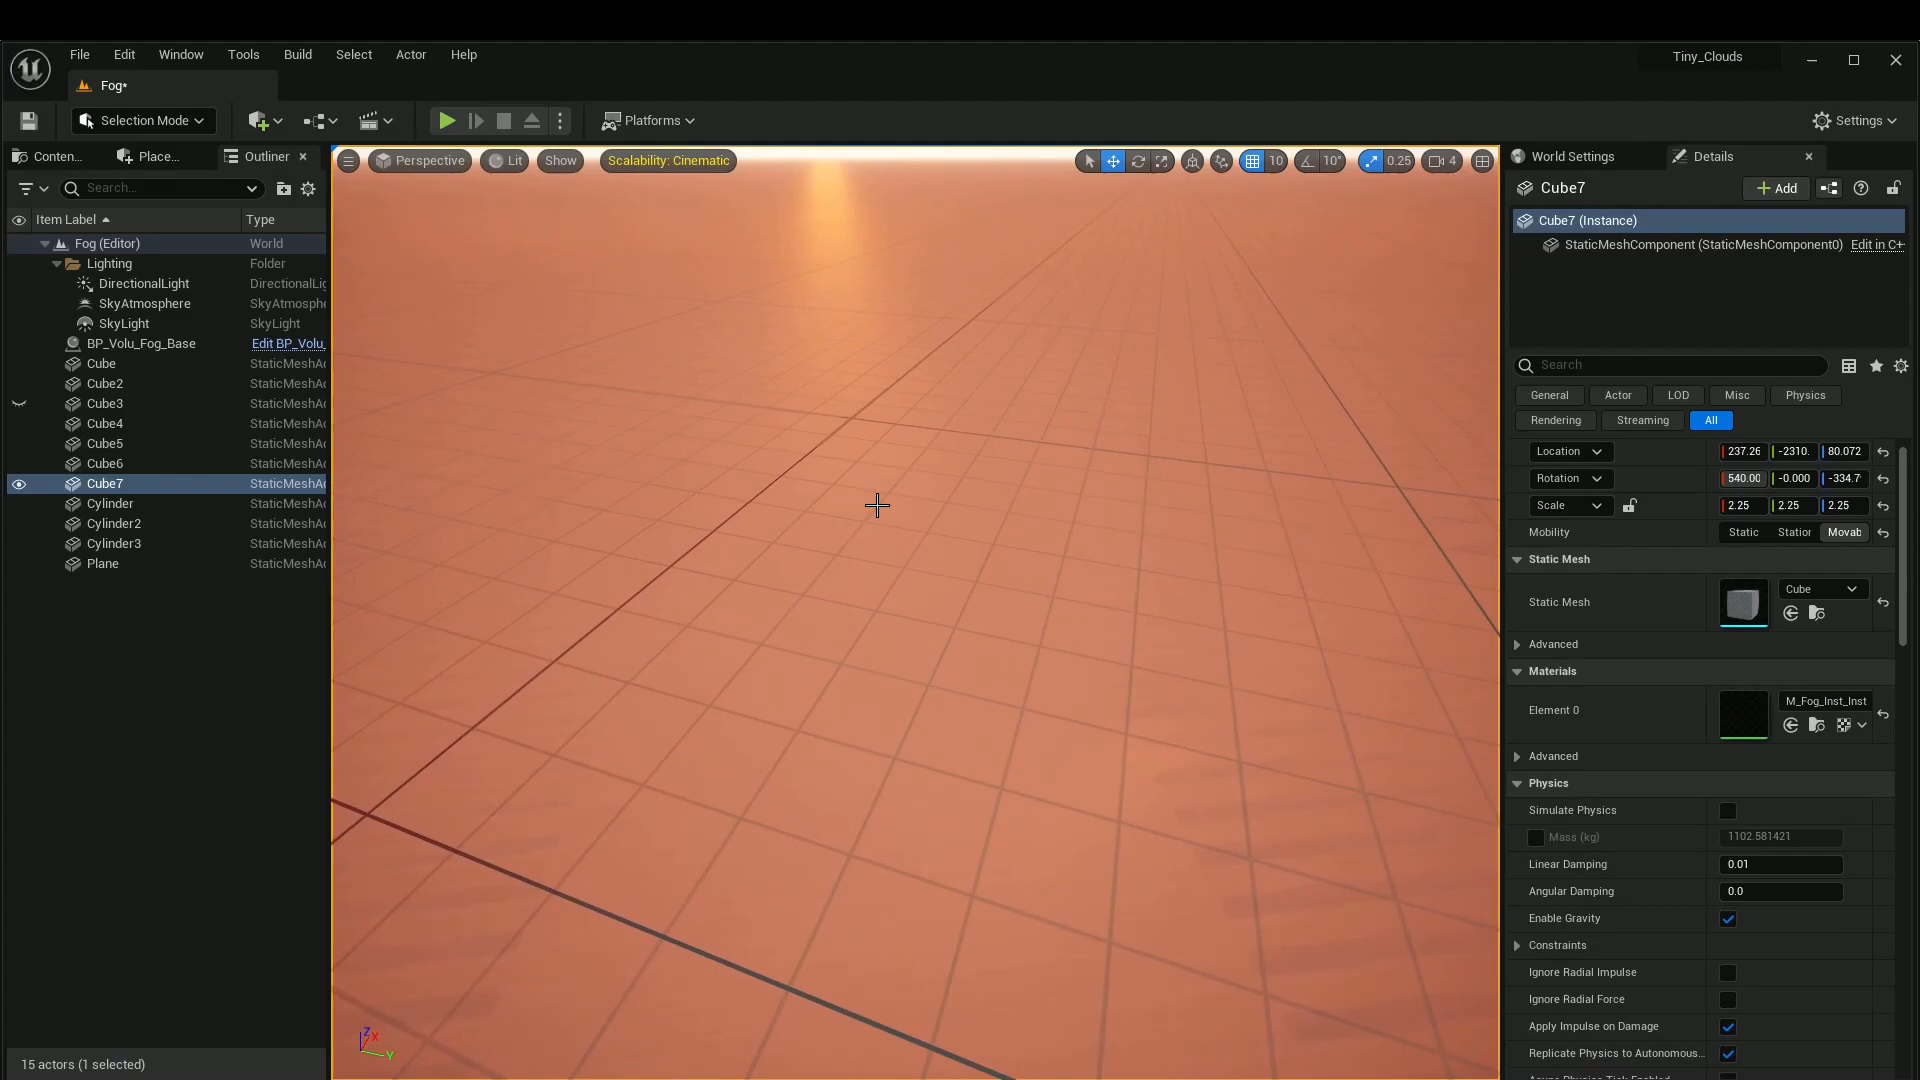 File Edit Window Tools Build Select Actor Help
Tiny_Clouds
Fog*
Selection Mode
Platforms
Settings
Conten...
Place...
Outliner
Perspective
Lit
Show
Scalability: Cinematic
10
10°
0.25
4
World Settings
Details
Search...
Cube7
Add
Item Label
Type
Cube7 (Instance)
StaticMeshComponent (StaticMeshComponent0) Edit in C+
Fog (Editor) World
Lighting Folder
DirectionalLight DirectionalLig
SkyAtmosphere SkyAtmosphe
SkyLight SkyLight
BP_Volu_Fog_Base Edit BP_Volu_
Cube StaticMeshAc
Cube2 StaticMeshAc
Cube3 StaticMeshAc
Cube4 StaticMeshAc
Cube5 StaticMeshAc
Cube6 StaticMeshAc
Cube7 StaticMeshAc
Cylinder StaticMeshAc
Cylinder2 StaticMeshAc
Cylinder3 StaticMeshAc
Plane StaticMeshAc
15 actors (1 selected)
Z X
Y
Search
General Actor LOD Misc Physics
Rendering Streaming All
Location 237.26 -2310. 80.072
Rotation 540.00 -0.000 -334.7
Scale 2.25 2.25 2.25
Mobility Static Station Movab
Static Mesh
Static Mesh Cube
Advanced
Materials
Element 0 M_Fog_Inst_Inst
Advanced
Physics
Simulate Physics
Mass (kg) 1102.581421
Linear Damping 0.01
Angular Damping 0.0
Enable Gravity
Constraints
Ignore Radial Impulse
Ignore Radial Force
Apply Impulse on Damage
Replicate Physics to Autonomous...